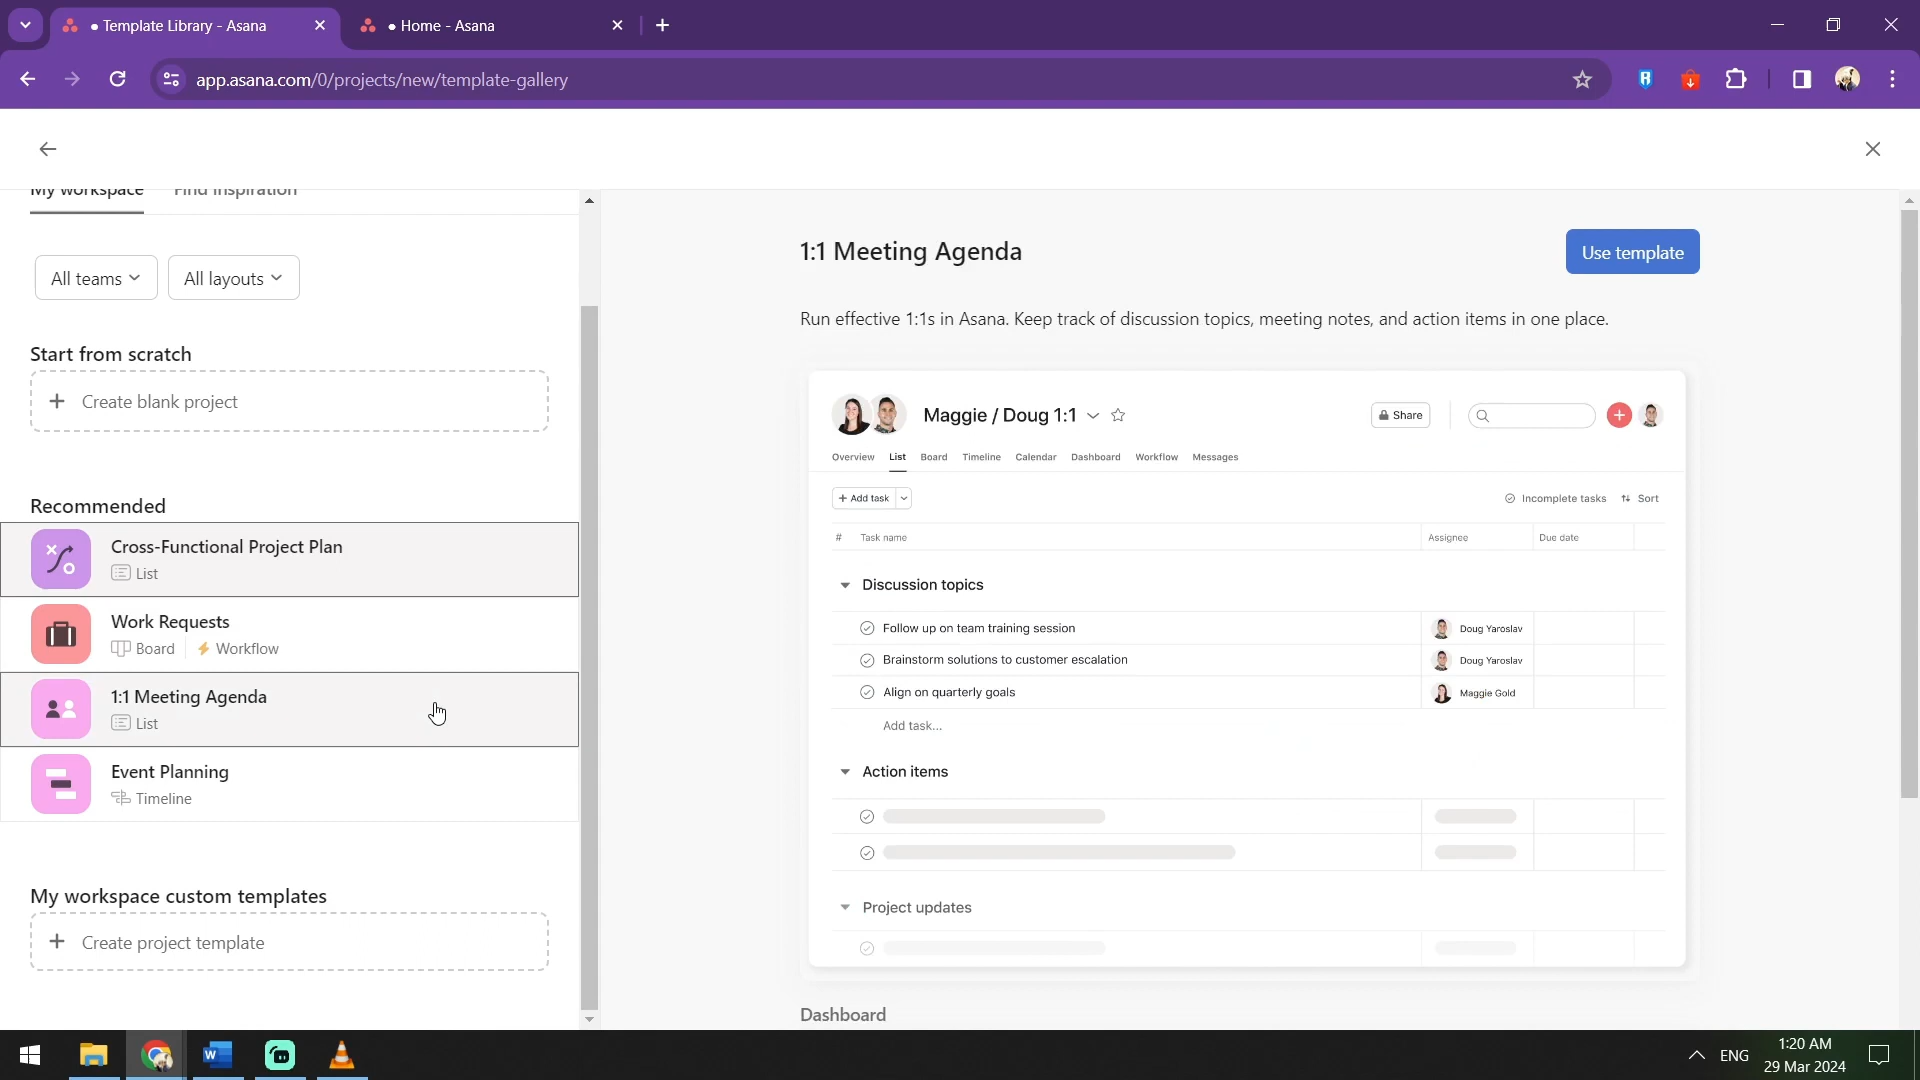 • Template Library - Asana
• Home - Asana
app.asana.com/0/projects/new/template-gallery
My workspace
Find inspiration
All teams
All layouts
Start from scratch
+ Create blank project
Recommended
Cross-Functional Project Plan
List
Work Requests
Board
Workflow
1:1 Meeting Agenda
List
Event Planning
Timeline
My workspace custom templates
+ Create project template
1:1 Meeting Agenda
Use template
Run effective 1:1s in Asana. Keep track of discussion topics, meeting notes, and action items in one place.
Maggie / Doug 1:1
Share
Overview List Board Timeline Calendar Dashboard Workflow Messages
+ Add task
Incomplete tasks
Sort
# Task name Assignee Due date
Discussion topics
Follow up on team training session Doug Yaroslav
Brainstorm solutions to customer escalation Doug Yaroslav
Align on quarterly goals Maggie Gold
Add task...
Action items
Project updates
Dashboard
ENG
1:20 AM
29 Mar 2024